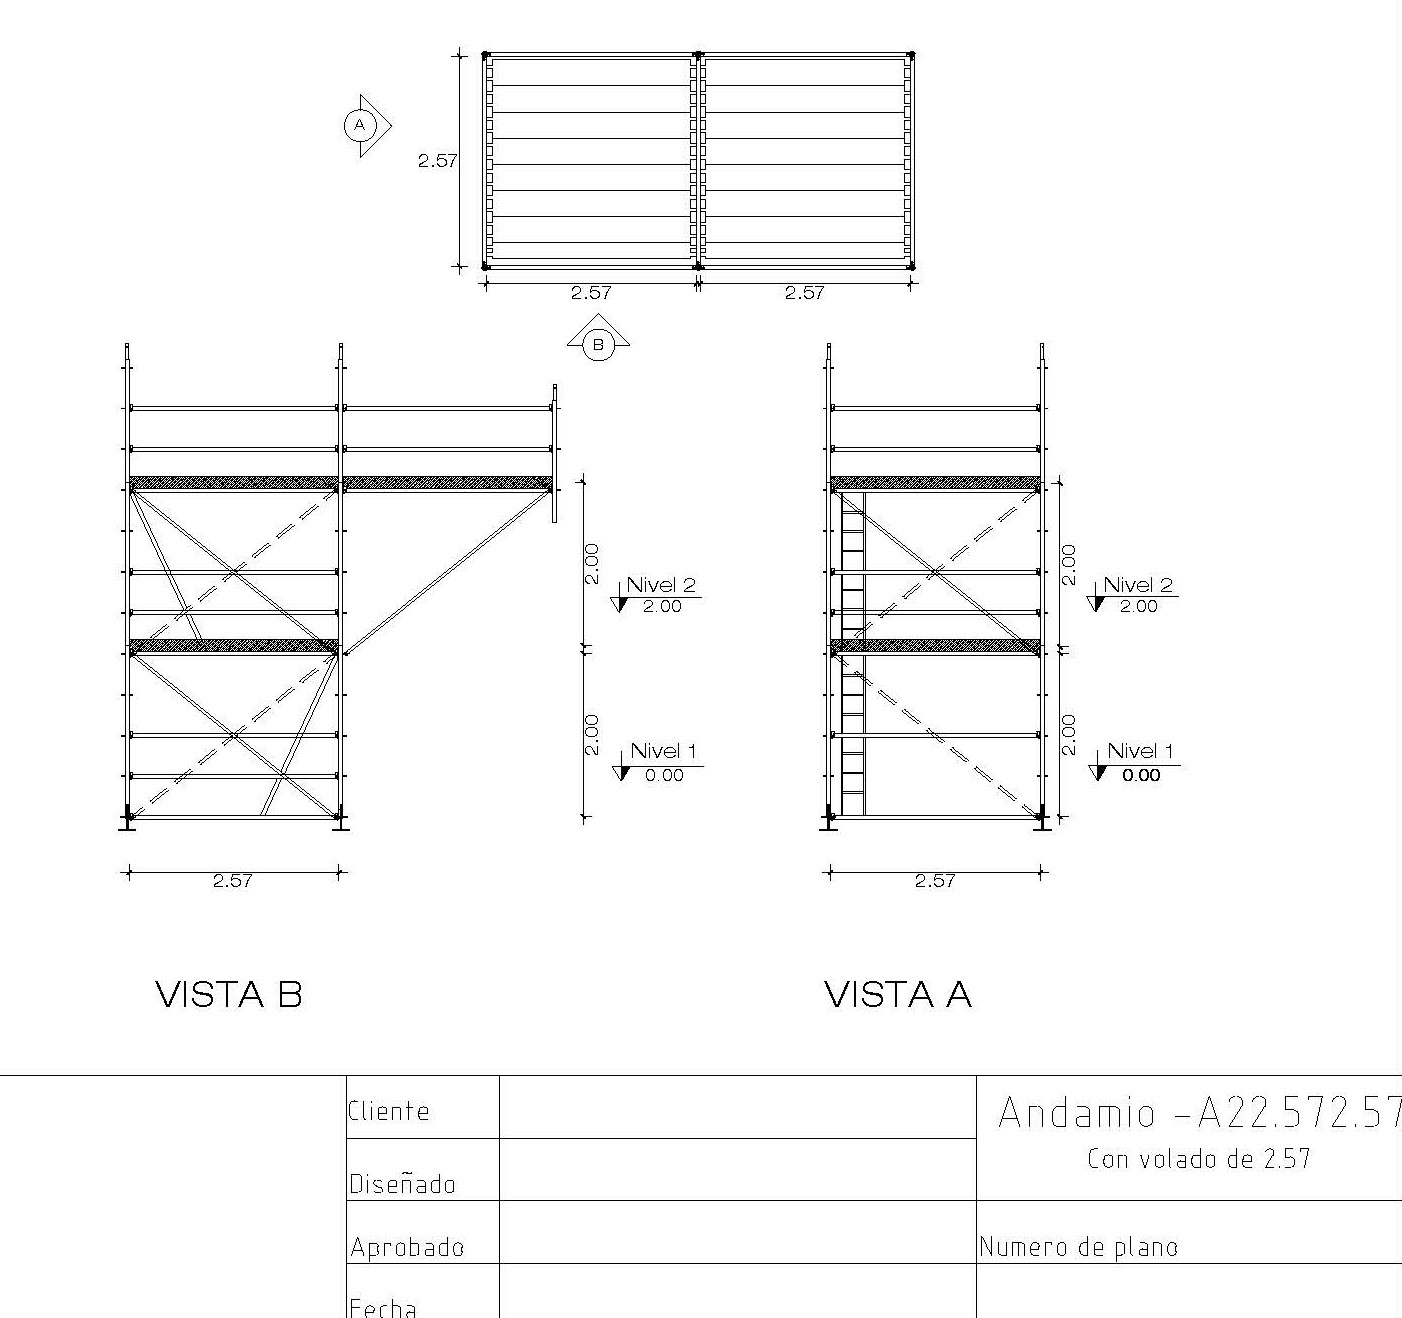 A
2.57
2.57
2.57
B
2.00
Nivel 2
2.00
2.00
Nivel 1
0.00
2.57
2.00
Nivel 2
2.00
2.00
Nivel 1
0.00
2.57
VISTA B
VISTA A
Cliente
Diseñado
Aprobado
Fecha
Andamio -A22.572.57
Con volado de 2.57
Numero de plano